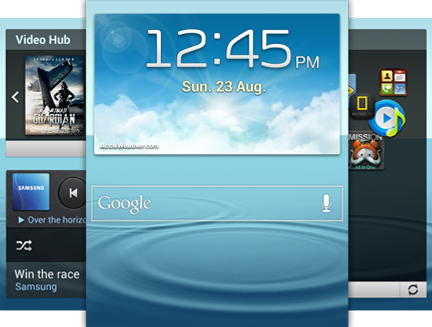 Video Hub
ULTIMATE
GUARDIAN
SAMSUNG
Over the horizo
Win the race
Samsung
12:45 PM
Sun. 23 Aug.
AccuWeather.com
Google
MISSION